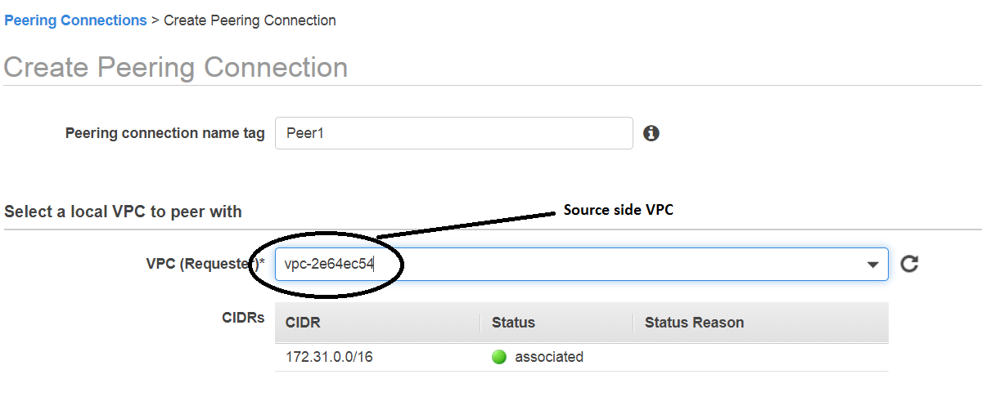 Peering Connections > Create Peering Connection
Create Peering Connection
Peering connection name tag Peer1
Select a local VPC to peer with
Source side VPC
VPC (Requester)* vpc-2e64ec54
CIDRs CIDR Status Status Reason
172.31.0.0/16 associated